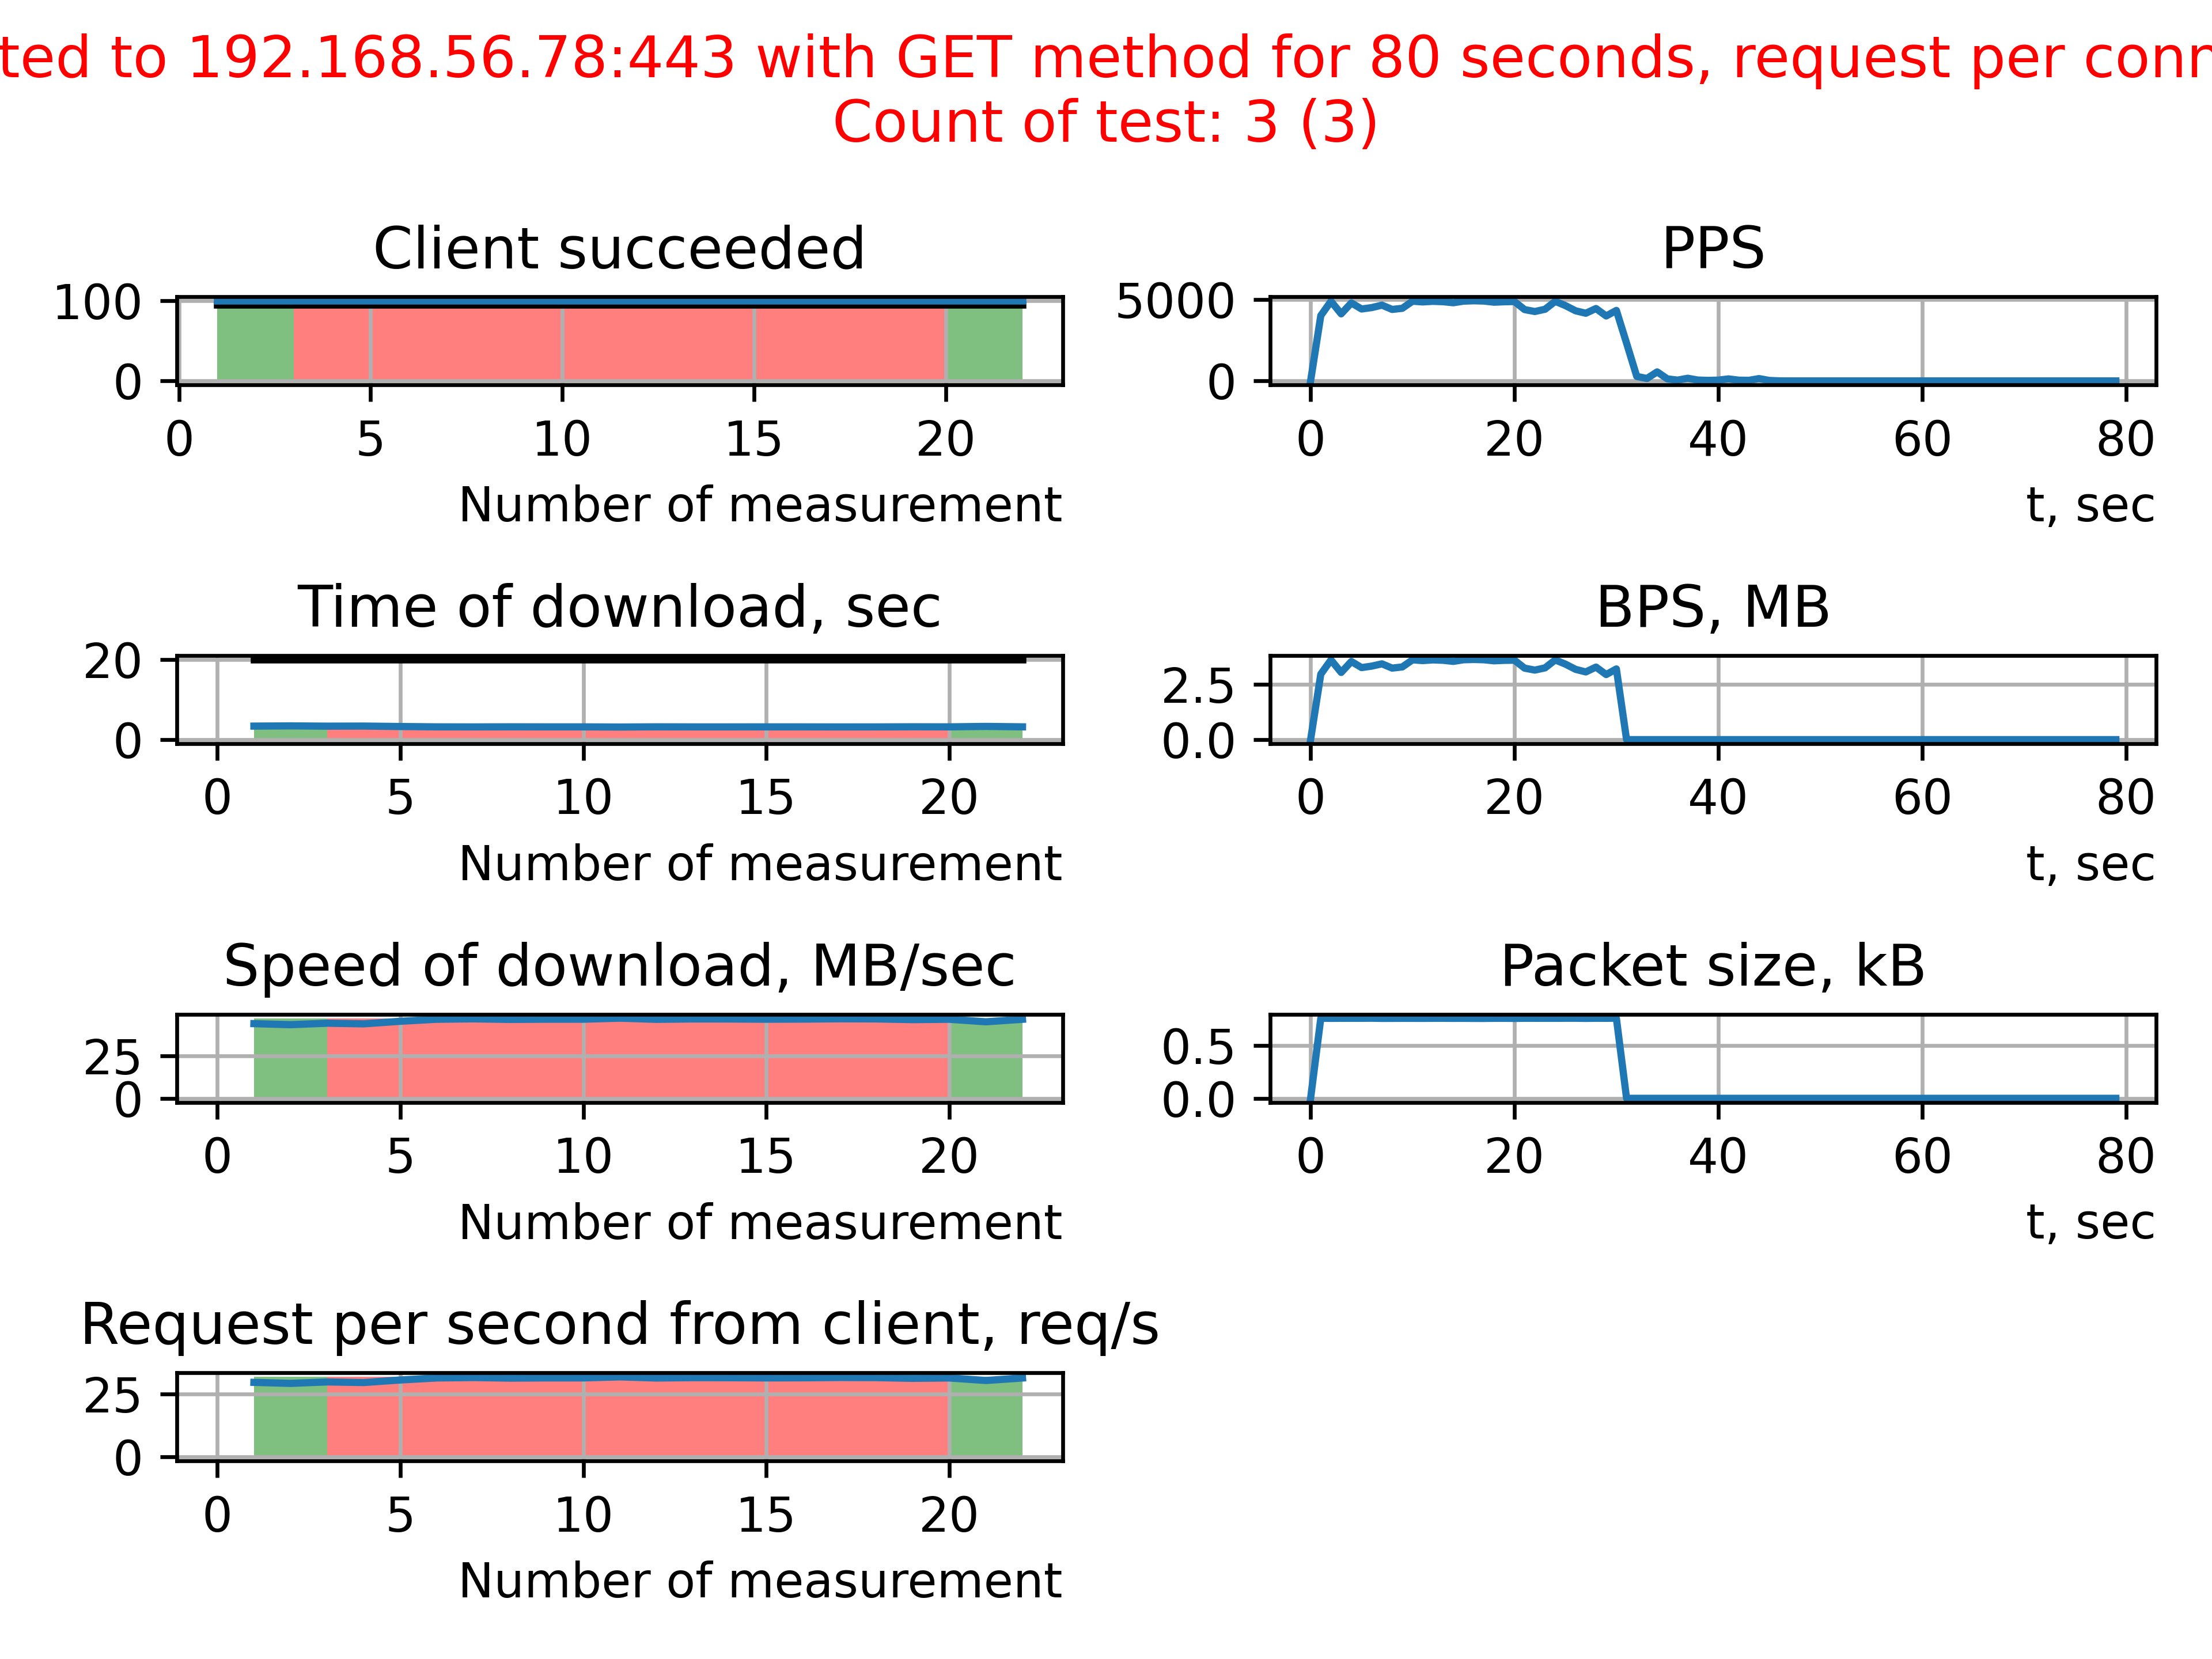 ted to 192.168.56.78:443 with GET method for 80 seconds, request per conn
Count of test: 3 (3)
Client succeeded
100
0
0 5 10 15 20
Number of measurement
PPS
5000
0
0 20 40 60 80
t, sec
Time of download, sec
20
0
0 5 10 15 20
Number of measurement
BPS, MB
2.5
0.0
0 20 40 60 80
t, sec
Speed of download, MB/sec
25
0
0 5 10 15 20
Number of measurement
Packet size, kB
0.5
0.0
0 20 40 60 80
t, sec
Request per second from client, req/s
25
0
0 5 10 15 20
Number of measurement